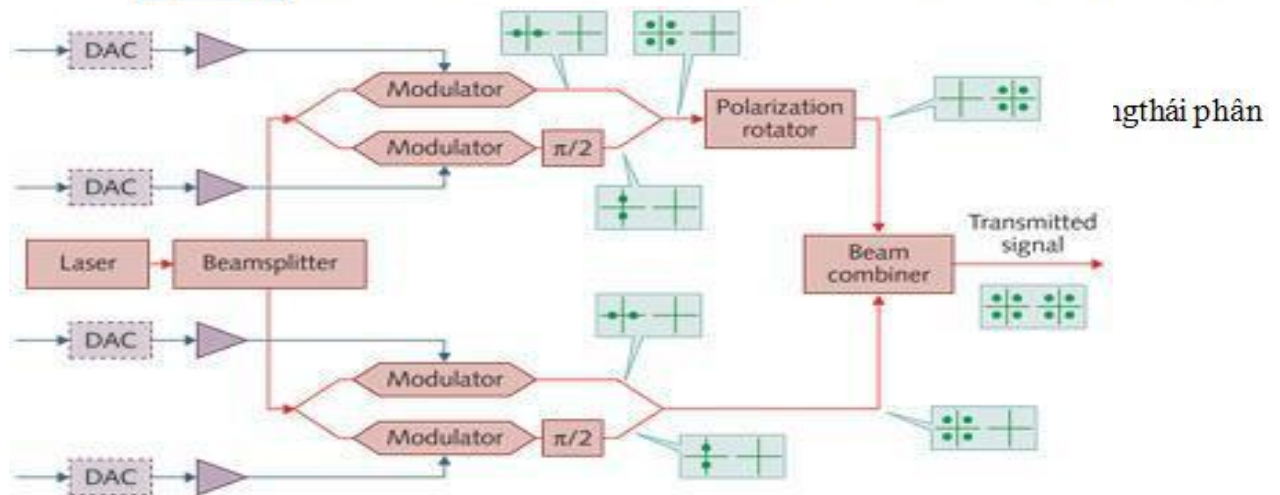 DAC
Modulator
Polarization
rotator
ngthái phân
Modulator
π/2
DAC
Transmitted
signal
Laser
Beamsplitter
Beam
combiner
DAC
Modulator
Modulator
π/2
DAC